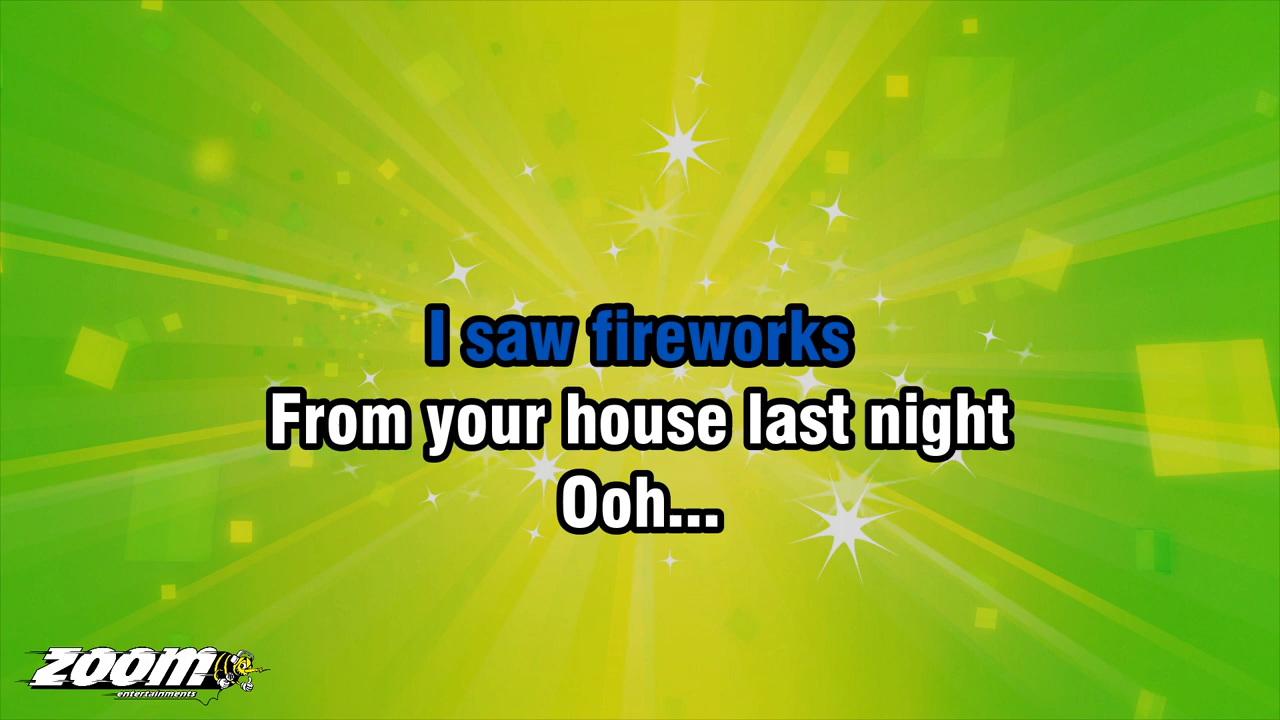 I saw fireworks
From your house last night
Ooh...
zoom
entertainments